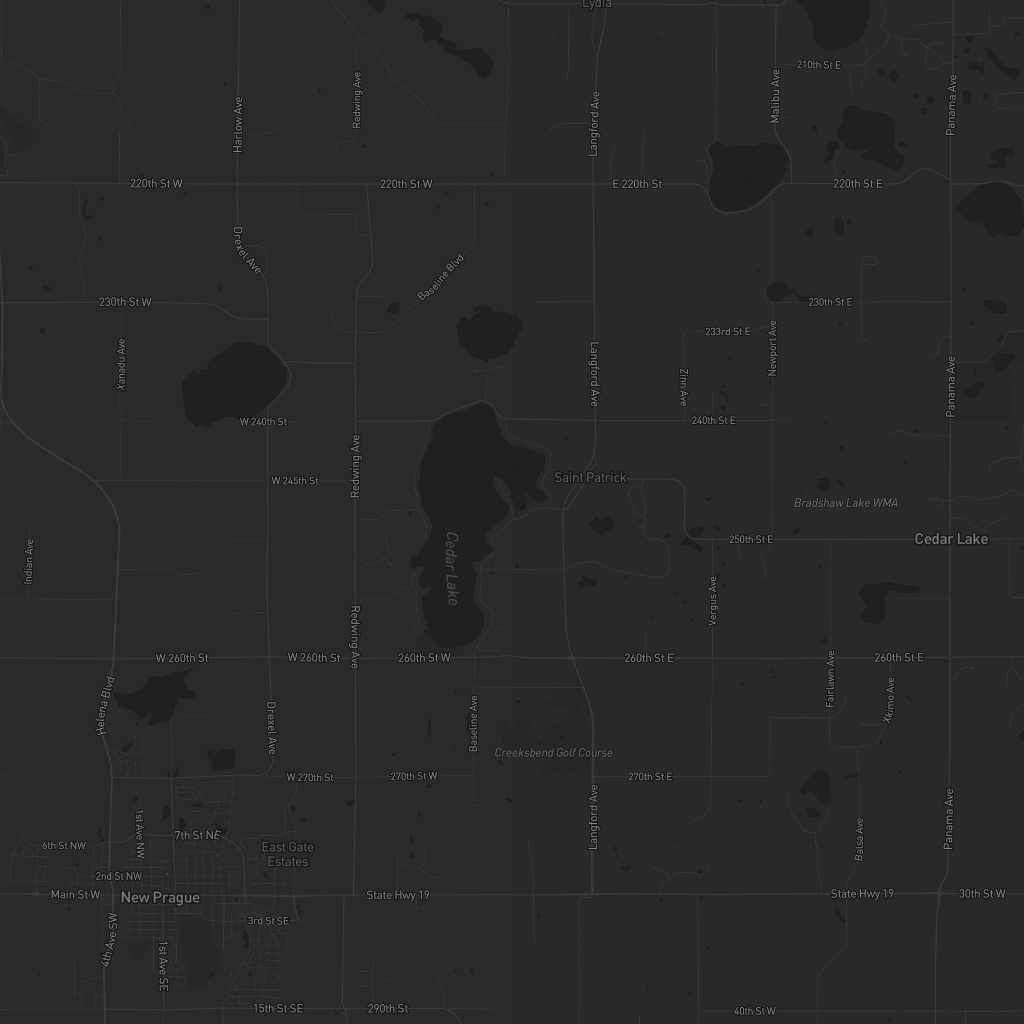 Lydia
210th St E
Redwing Ave
Harlow Ave
Langford Ave
Malibu Ave
Panama Ave
220th St W
220th St W
E 220th St
220th St E
Drexel Ave
Baseline Blvd
230th St W
230th St E
233rd St E
Newport Ave
Xanadu Ave
Langford Ave
Zinn Ave
Panama Ave
W 240th St
240th St E
Redwing Ave
W 245th St
Saint Patrick
Bradshaw Lake WMA
Indian Ave
Cedar Lake
250th St E
Cedar Lake
Vergus Ave
Redwing Ave
W 260th St
W 260th St
260th St W
260th St E
260th St E
Helena Blvd
Fairlawn Ave
Xkimo Ave
Drexel Ave
Baseline Ave
Creeksbend Golf Course
W 270th St
270th St W
270th St E
1st Ave NW
Langford Ave
Panama Ave
Balsa Ave
7th St NE
6th St NW
East Gate
Estates
2nd St NW
Main St W
New Prague
State Hwy 19
State Hwy 19
30th St W
3rd St SE
4th Ave SW
1st Ave SE
15th St SE
290th St
40th St W